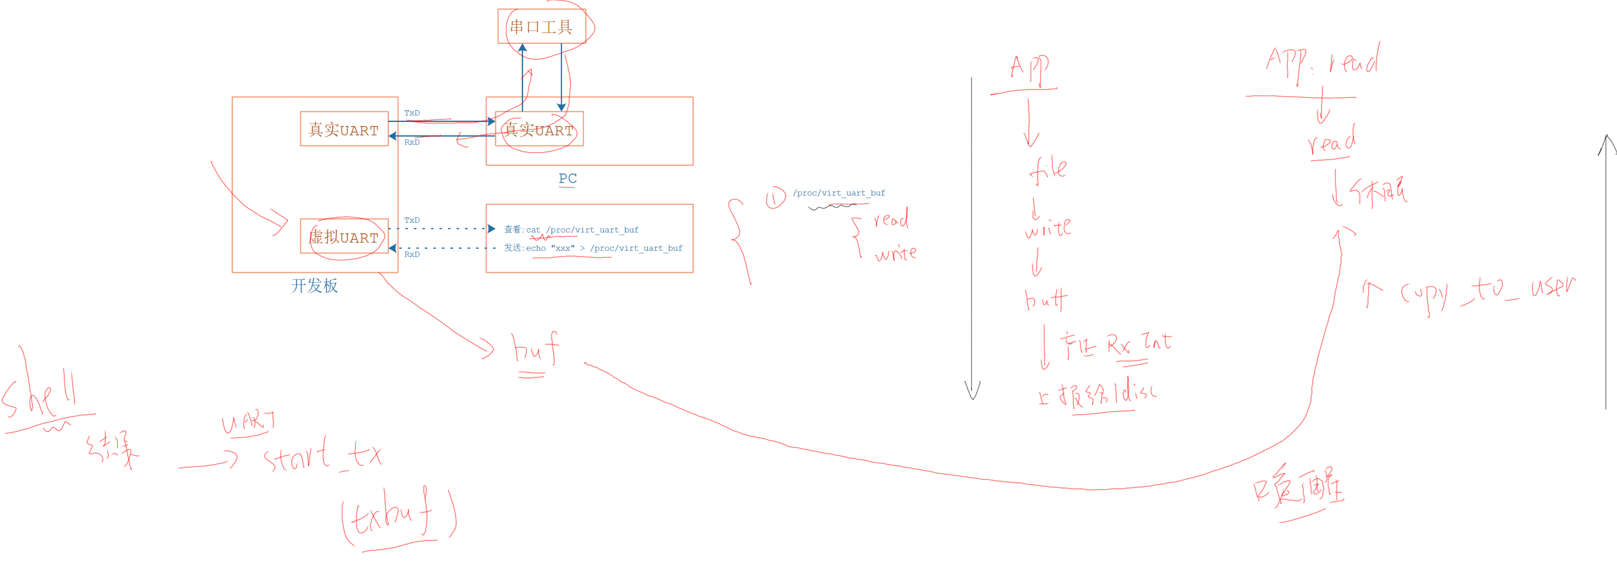 串口工具
真实UART
TxD
RxD
真实UART
PC
虚拟UART
TxD
RxD
查看:cat /proc/virt_uart_buf
发送:echo "xxx" > /proc/virt_uart_buf
开发板
① /proc/virt_uart_buf
read
write
App
file
write
buff
产生 Rx Int
上报给ldisc
APP. read
read
休眠
copy_to_user
唤醒
buf
shell
结果
UART
start_tx
(txbuf)